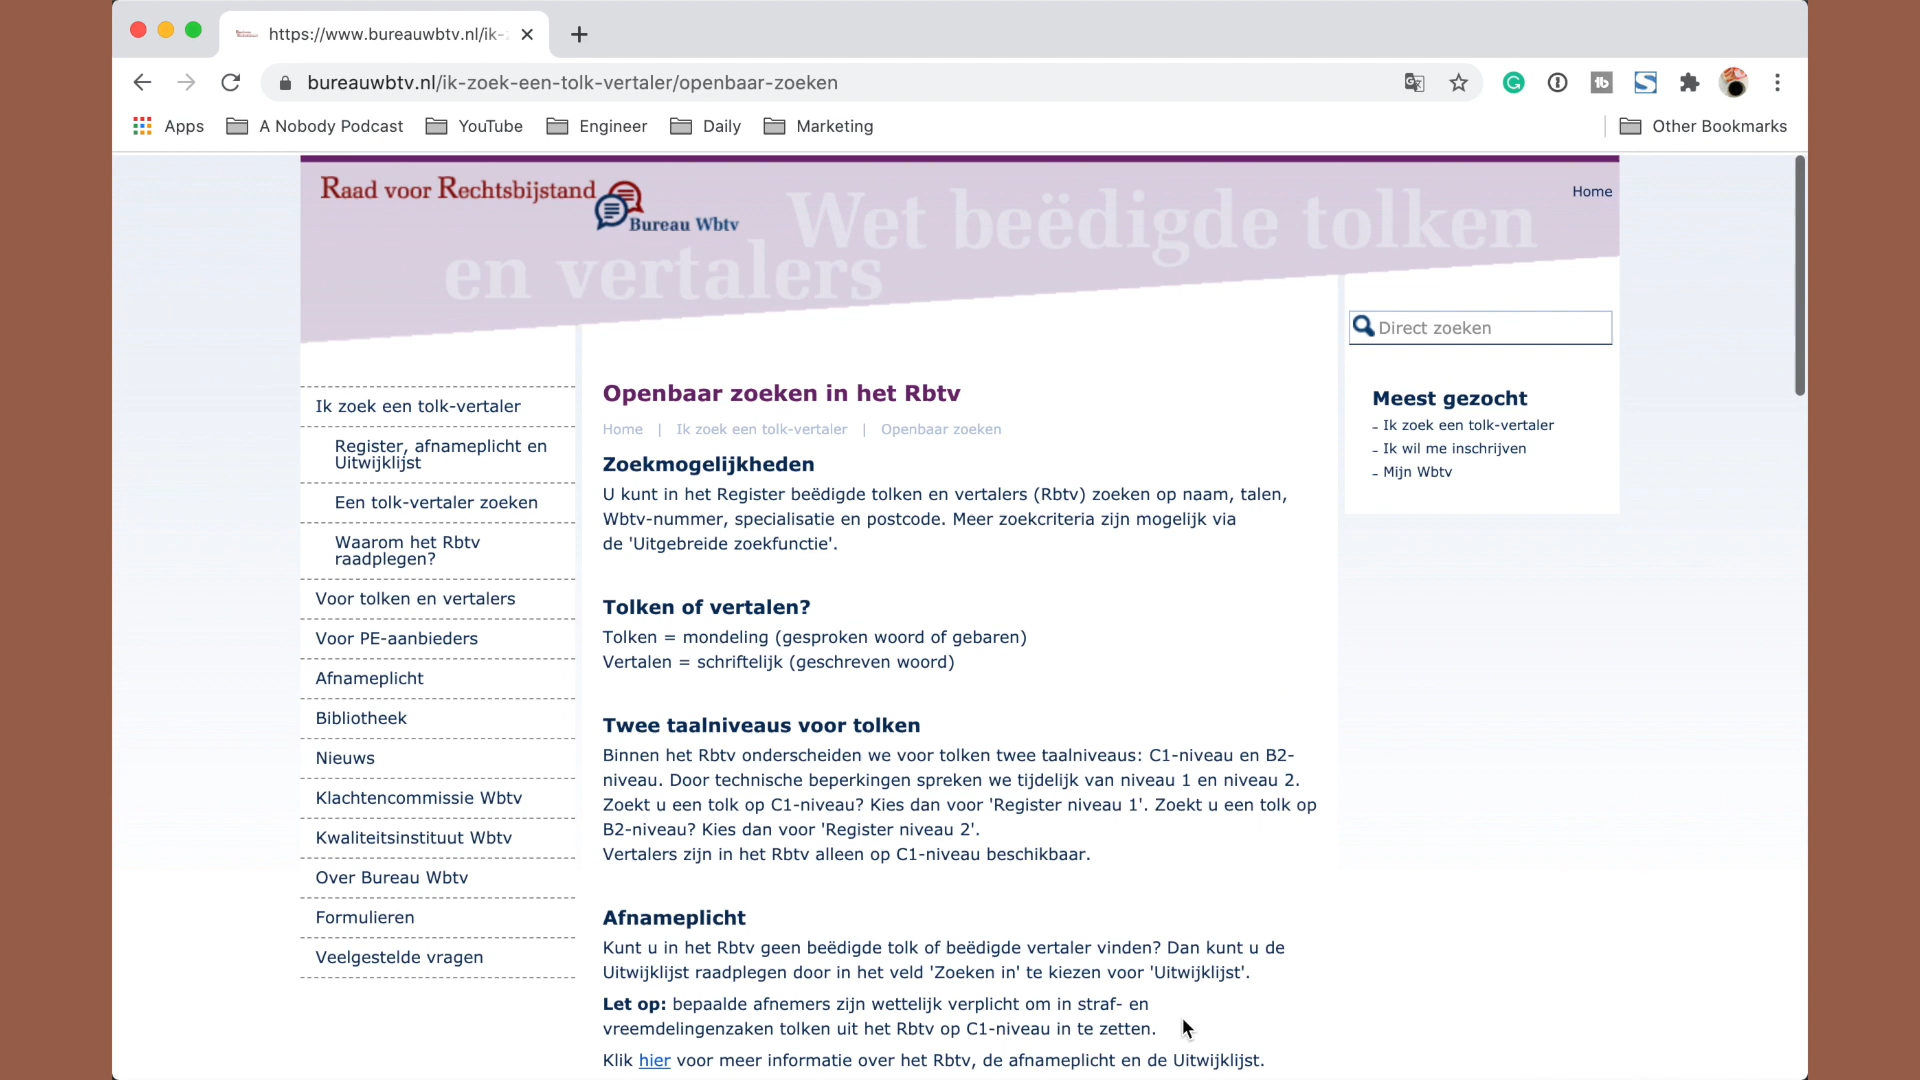 https://www.bureauwbtv.nl/ik-
bureauwbtv.nl/ik-zoek-een-tolk-vertaler/openbaar-zoeken
Apps
A Nobody Podcast
YouTube
Engineer
Daily
Marketing
Other Bookmarks
Raad voor Rechtsbijstand
Bureau Wbtv
Wet beëdigde tolken
en vertalers
Home
Direct zoeken
Ik zoek een tolk-vertaler
Register, afnameplicht en
Uitwijklijst
Een tolk-vertaler zoeken
Waarom het Rbtv
raadplegen?
Voor tolken en vertalers
Voor PE-aanbieders
Afnameplicht
Bibliotheek
Nieuws
Klachtencommissie Wbtv
Kwaliteitsinstituut Wbtv
Over Bureau Wbtv
Formulieren
Veelgestelde vragen
Openbaar zoeken in het Rbtv
Home | Ik zoek een tolk-vertaler | Openbaar zoeken
Zoekmogelijkheden
U kunt in het Register beëdigde tolken en vertalers (Rbtv) zoeken op naam, talen,
Wbtv-nummer, specialisatie en postcode. Meer zoekcriteria zijn mogelijk via
de 'Uitgebreide zoekfunctie'.
Tolken of vertalen?
Tolken = mondeling (gesproken woord of gebaren)
Vertalen = schriftelijk (geschreven woord)
Twee taalniveaus voor tolken
Binnen het Rbtv onderscheiden we voor tolken twee taalniveaus: C1-niveau en B2-
niveau. Door technische beperkingen spreken we tijdelijk van niveau 1 en niveau 2.
Zoekt u een tolk op C1-niveau? Kies dan voor 'Register niveau 1'. Zoekt u een tolk op
B2-niveau? Kies dan voor 'Register niveau 2'.
Vertalers zijn in het Rbtv alleen op C1-niveau beschikbaar.
Afnameplicht
Kunt u in het Rbtv geen beëdigde tolk of beëdigde vertaler vinden? Dan kunt u de
Uitwijklijst raadplegen door in het veld 'Zoeken in' te kiezen voor 'Uitwijklijst'.
Let op: bepaalde afnemers zijn wettelijk verplicht om in straf- en
vreemdelingenzaken tolken uit het Rbtv op C1-niveau in te zetten.
Klik hier voor meer informatie over het Rbtv, de afnameplicht en de Uitwijklijst.
Meest gezocht
- Ik zoek een tolk-vertaler
- Ik wil me inschrijven
- Mijn Wbtv